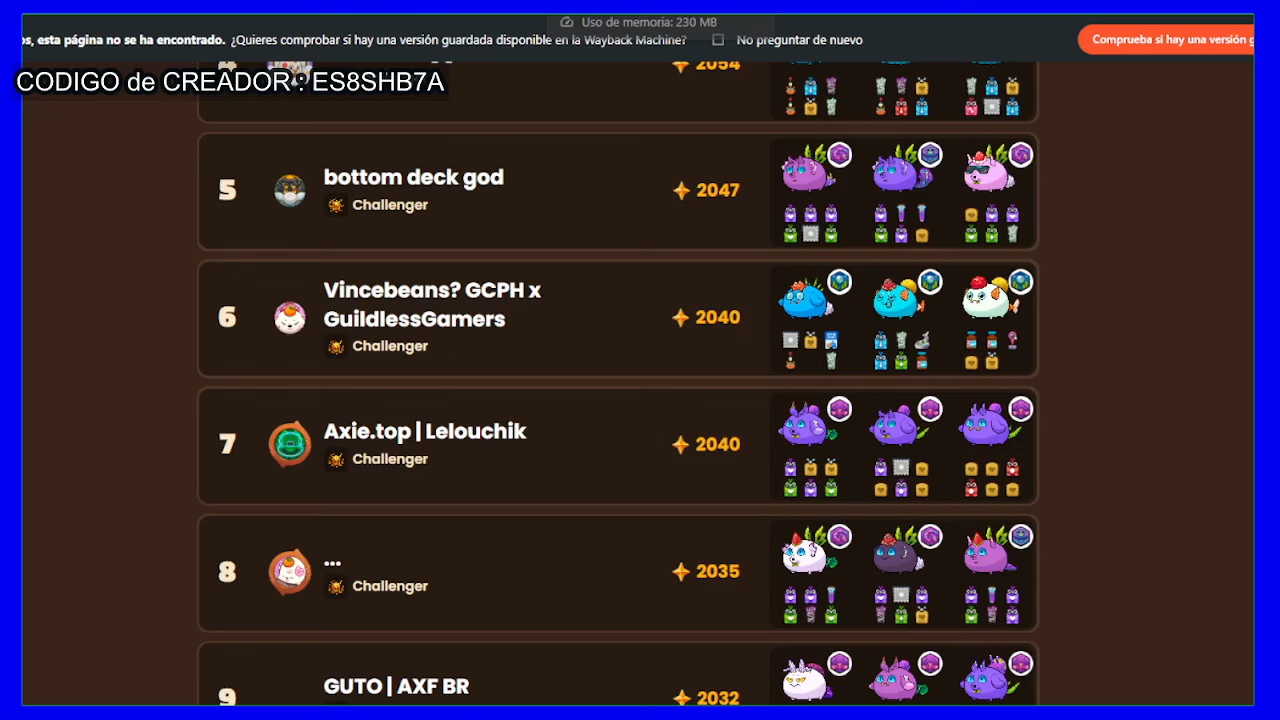 Uso de memoria: 230 MB
os, esta página no se ha encontrado. ¿Quieres comprobar si hay una versión guardada disponible en la Wayback Machine? No preguntar de nuevo
Comprueba si hay una versión g
CODIGO de CREADOR : ES8SHB7A
4
2054
5
bottom deck god
Challenger
2047
6
Vincebeans? GCPH x
GuildlessGamers
Challenger
2040
7
Axie.top | Lelouchik
Challenger
2040
8
...
Challenger
2035
9
GUTO | AXF BR
2032